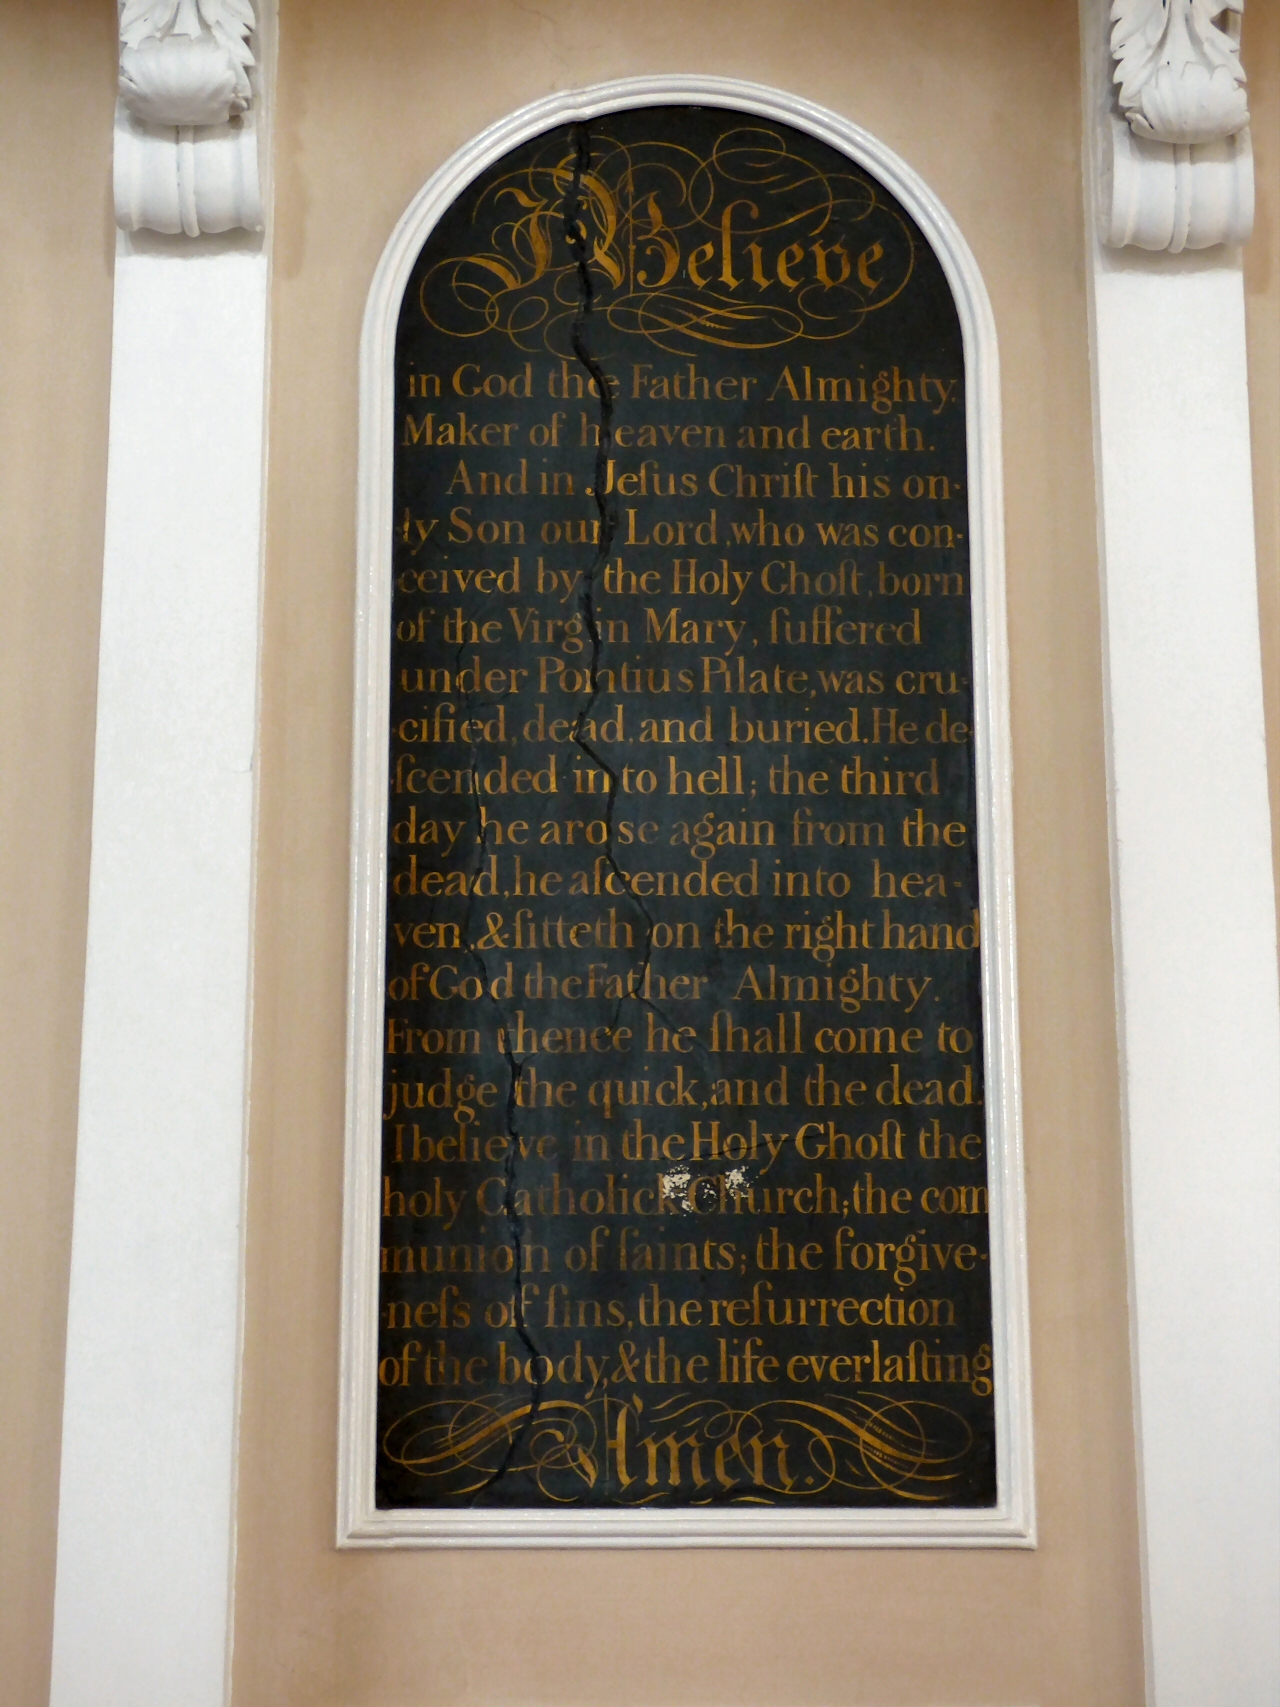 I Believe
in God the Father Almighty.
Maker of heaven and earth.
And in Jeſus Chriſt his on-
ly Son our Lord, who was con-
ceived by the Holy Ghoſt, born
of the Virgin Mary, ſuffered
under Pontius Pilate, was cru-
-cified, dead, and buried. He de-
-ſcended into hell; the third
day he arose again from the
dead, he aſcended into hea-
ven, & ſitteth on the right hand
of God the Father Almighty.
From thence he ſhall come to
judge the quick, and the dead.
I believe in the Holy Ghoſt the
holy Catholick Church; the com
munion of ſaints; the forgive-
-neſs of ſins, the reſurrection
of the body, & the life everlaſting
Amen.